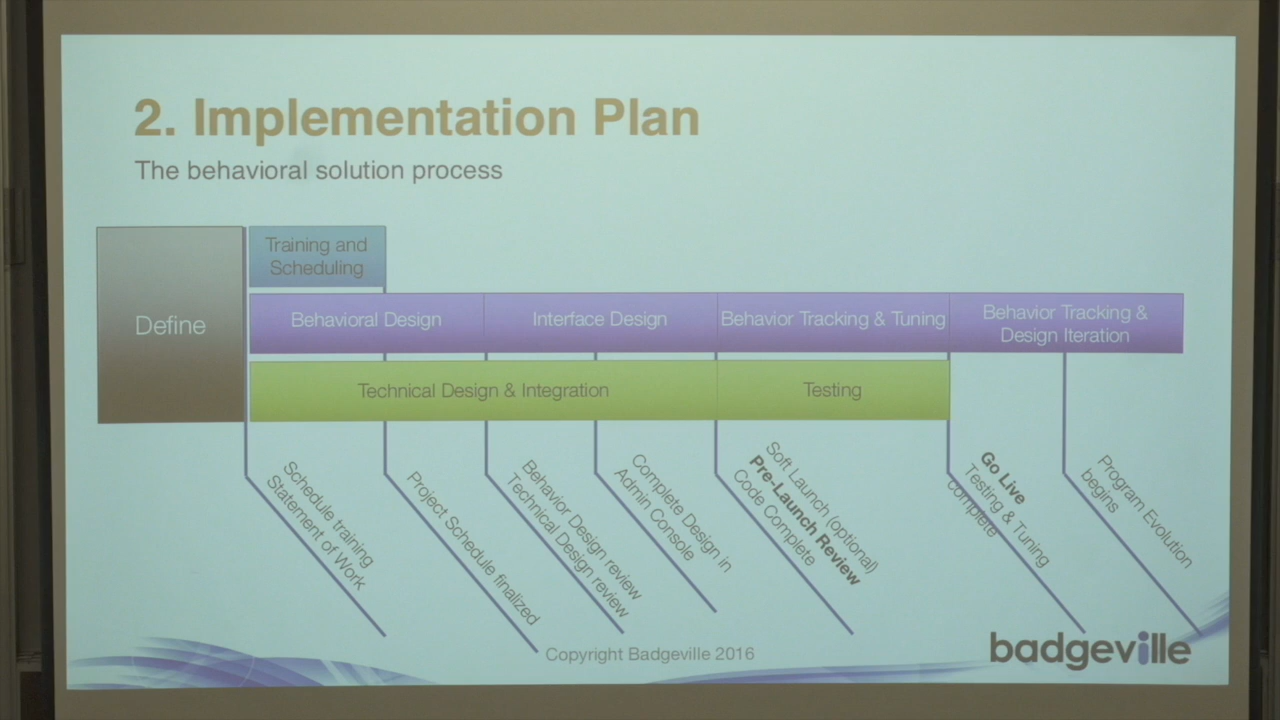 2. Implementation Plan
The behavioral solution process
Define
Training and
Scheduling
Behavioral Design
Interface Design
Behavior Tracking & Tuning
Behavior Tracking &
Design Iteration
Technical Design & Integration
Testing
Schedule training
Statement of Work
Project Schedule finalized
Behavior Design review
Technical Design review
Complete Design in
Admin Console
Soft Launch (optional)
Pre-Launch Review
Code Complete
Go Live
Testing & Tuning
complete
Program Evolution
begins
Copyright Badgeville 2016
badgeville